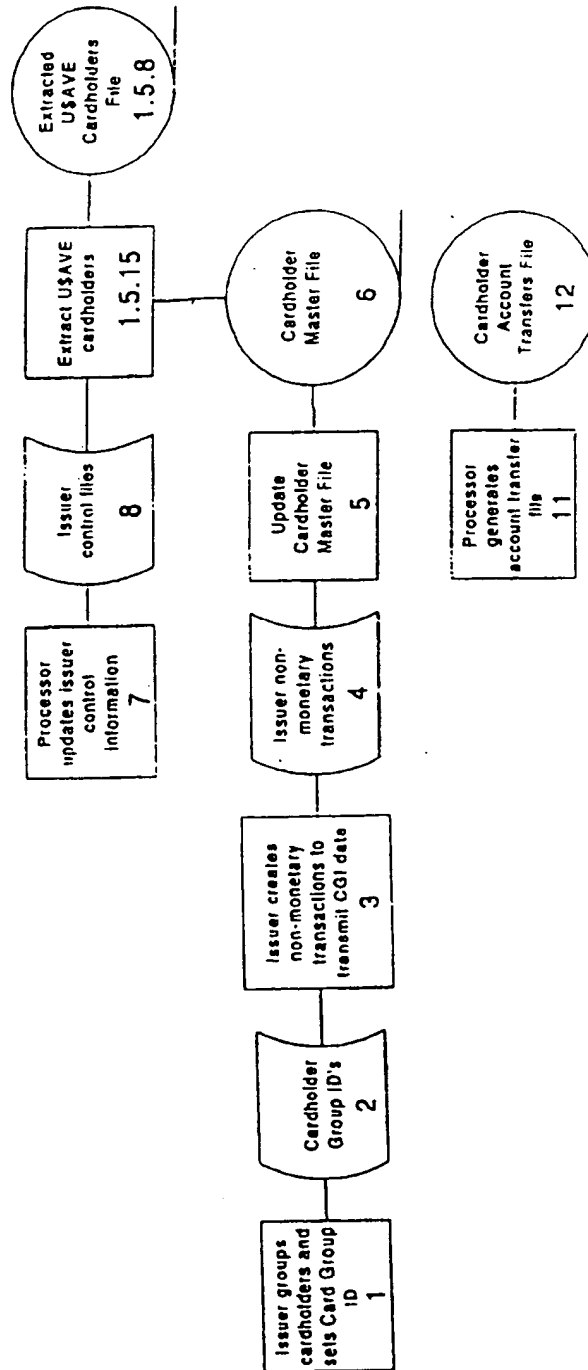 Processor
updates issuer
control
information
7
Issuer
control files
8
Extract U$AVE
cardholders
1.5.15
Extracted
U$AVE
Cardholders
File
1.5.8
Issuer groups
cardholders and
sets Card Group
ID
1
Cardholder
Group ID's
2
Issuer creates
non-monetary
transactions to
transmit CGI data
3
Issuer non-
monetary
transactions
4
Update
Cardholder
Master File
5
Cardholder
Master File
6
Processor
generates
account transfer
file
11
Cardholder
Account
Transfers File
12